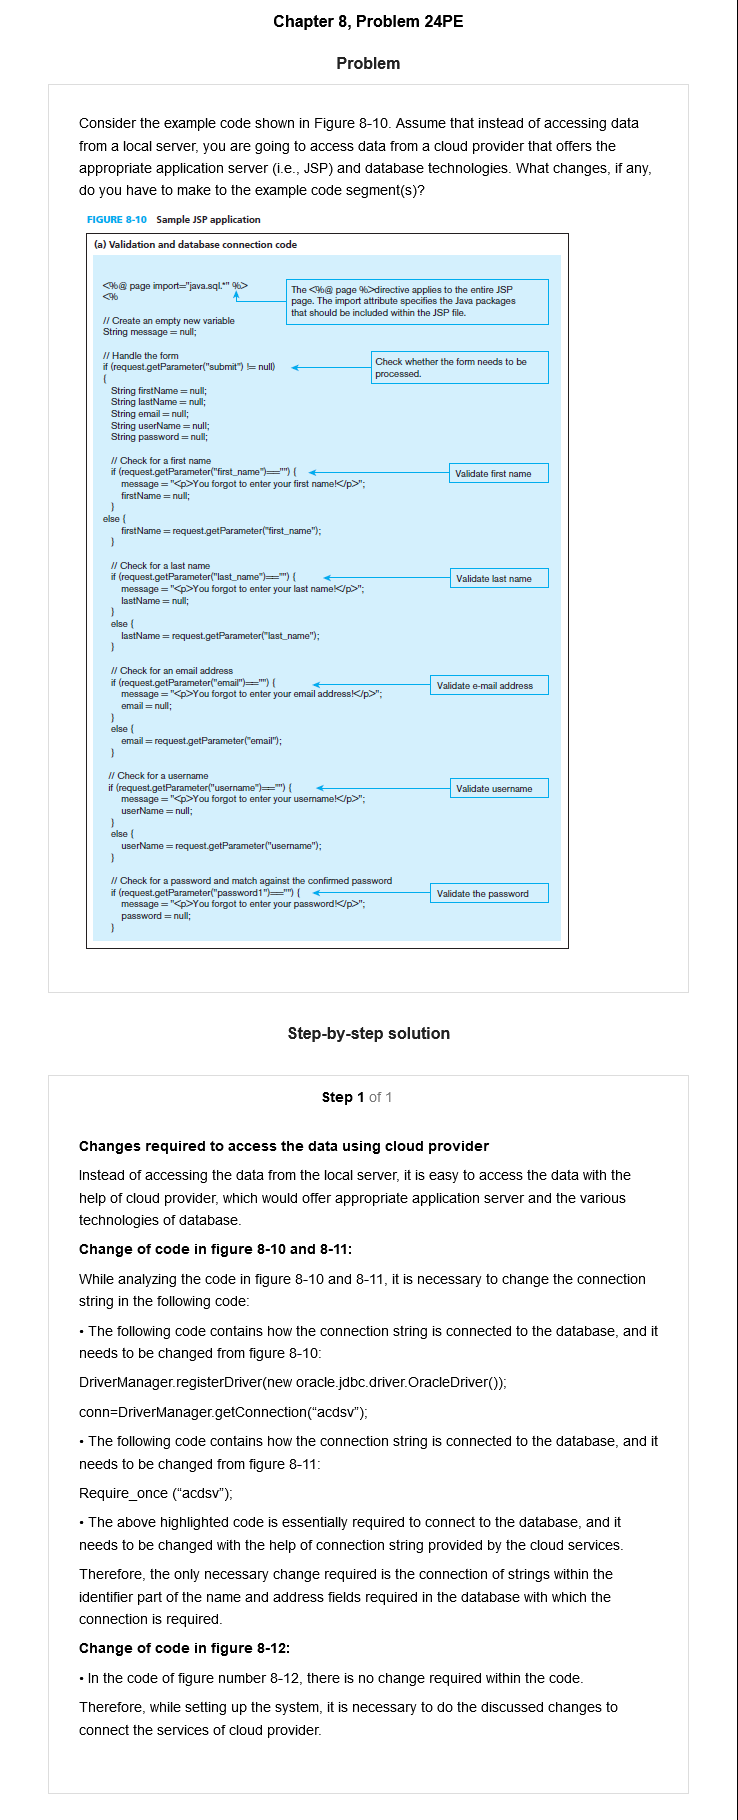 Chapter 8, Problem 24PE
Problem
Consider the example code shown in Figure 8-10. Assume that instead of accessing data
from a local server, you are going to access data from a cloud provider that offers the
appropriate application server (i.e., JSP) and database technologies. What changes, if any,
do you have to make to the example code segment(s)?
FIGURE 8-10 Sample JSP application
(a) Validation and database connection code
<%@ page import="java.sql.*" %>
<%
The <%@ page %>directive applies to the entire JSP
page. The import attribute specifies the Java packages
that should be included within the JSP file.
// Create an empty new variable
String message = null;
// Handle the form
if (request.getParameter("submit") != null)
Check whether the form needs to be
processed.
{
String firstName = null;
String lastName = null;
String email = null;
String userName = null;
String password = null;
// Check for a first name
if (request.getParameter("first_name")=="") {
Validate first name
message = "<p>You forgot to enter your first name!</p>";
firstName = null;
}
else {
firstName = request.getParameter("first_name");
}
// Check for a last name
if (request.getParameter("last_name")=="") {
Validate last name
message = "<p>You forgot to enter your last name!</p>";
lastName = null;
}
else {
lastName = request.getParameter("last_name");
}
// Check for an email address
if (request.getParameter("email")=="") {
Validate e-mail address
message = "<p>You forgot to enter your email address!</p>";
email = null;
}
else {
email = request.getParameter("email");
}
// Check for a username
if (request.getParameter("username")=="") {
Validate username
message = "<p>You forgot to enter your username!</p>";
userName = null;
}
else {
userName = request.getParameter("username");
}
// Check for a password and match against the confirmed password
if (request.getParameter("password1")=="") {
Validate the password
message = "<p>You forgot to enter your password!</p>";
password = null;
}
Step-by-step solution
Step 1 of 1
Changes required to access the data using cloud provider
Instead of accessing the data from the local server, it is easy to access the data with the
help of cloud provider, which would offer appropriate application server and the various
technologies of database.
Change of code in figure 8-10 and 8-11:
While analyzing the code in figure 8-10 and 8-11, it is necessary to change the connection
string in the following code:
• The following code contains how the connection string is connected to the database, and it
needs to be changed from figure 8-10:
DriverManager.registerDriver(new oracle.jdbc.driver.OracleDriver());
conn=DriverManager.getConnection(“acdsv”);
• The following code contains how the connection string is connected to the database, and it
needs to be changed from figure 8-11:
Require_once (“acdsv”);
• The above highlighted code is essentially required to connect to the database, and it
needs to be changed with the help of connection string provided by the cloud services.
Therefore, the only necessary change required is the connection of strings within the
identifier part of the name and address fields required in the database with which the
connection is required.
Change of code in figure 8-12:
• In the code of figure number 8-12, there is no change required within the code.
Therefore, while setting up the system, it is necessary to do the discussed changes to
connect the services of cloud provider.